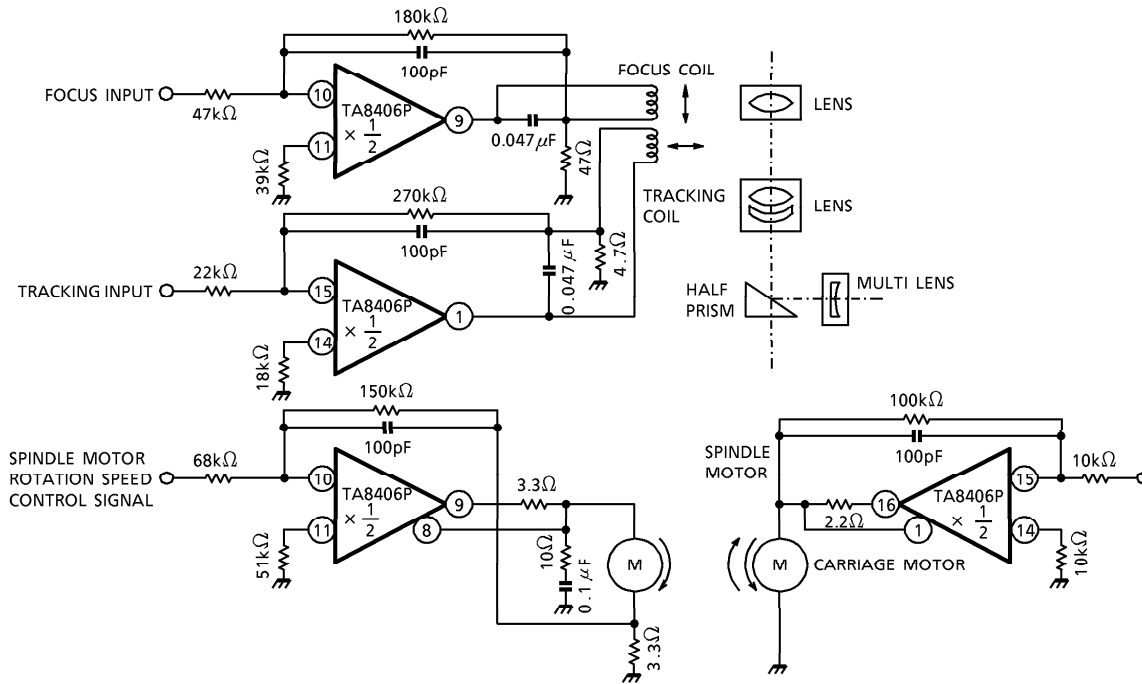 180kΩ
100pF
FOCUS INPUT
47kΩ
10
TA8406P
× 1/2
9
11
39kΩ
0.047μF
47Ω
FOCUS COIL
LENS
270kΩ
100pF
TRACKING COIL
LENS
TRACKING INPUT
22kΩ
15
TA8406P
× 1/2
1
14
18kΩ
0.047μF
4.7Ω
HALF PRISM
MULTI LENS
150kΩ
100pF
SPINDLE MOTOR
ROTATION SPEED
CONTROL SIGNAL
68kΩ
10
TA8406P
× 1/2
9
8
11
51kΩ
3.3Ω
10Ω
0.1μF
M
3.3Ω
100kΩ
100pF
SPINDLE
MOTOR
15
10kΩ
16
TA8406P
× 1/2
2.2Ω
1
14
10kΩ
M
CARRIAGE MOTOR